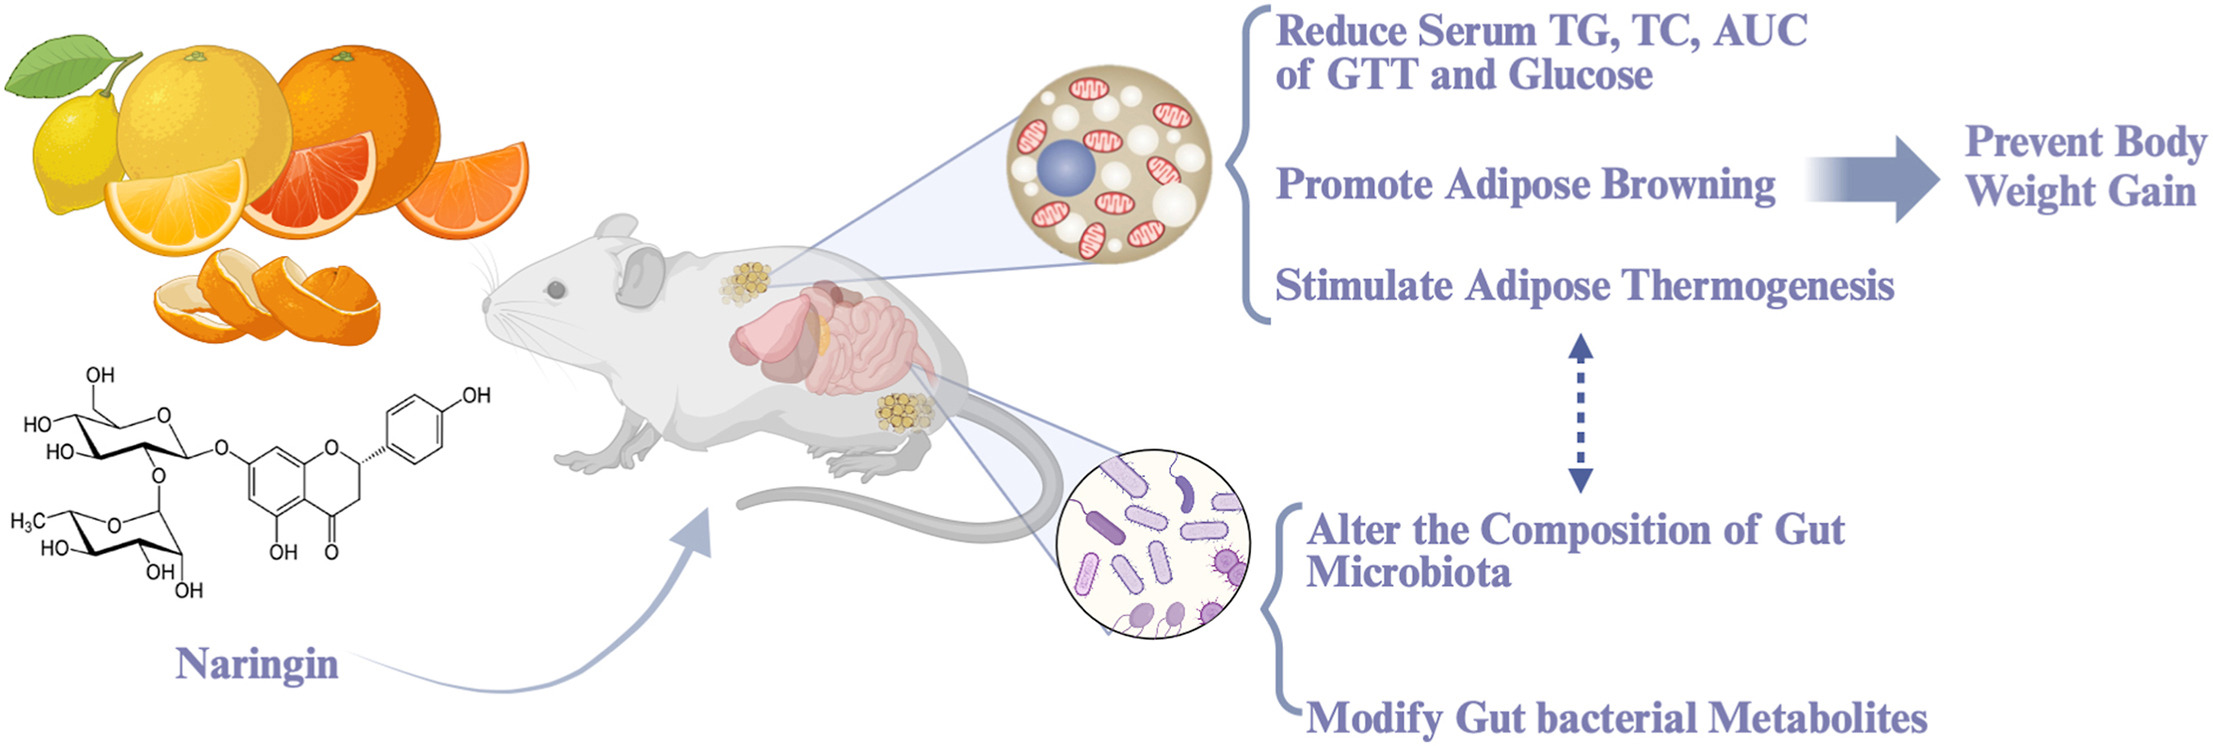 Reduce Serum TG, TC, AUC
of GTT and Glucose
Promote Adipose Browning
Stimulate Adipose Thermogenesis
Prevent Body
Weight Gain
OH
HO
HO
O
O
O
O
OH
H₃C
O
HO
OH
OH
OH
O
Naringin
Alter the Composition of Gut
Microbiota
Modify Gut bacterial Metabolites